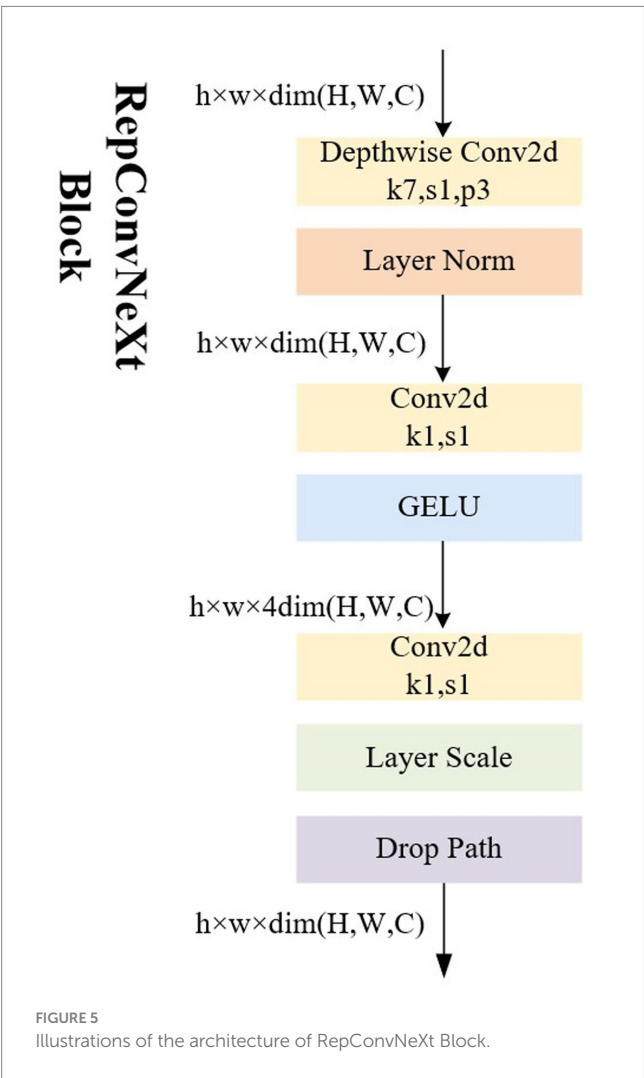 RepConvNeXt
Block
h×w×dim(H,W,C)
Depthwise Conv2d
k7,s1,p3
Layer Norm
h×w×dim(H,W,C)
Conv2d
k1,s1
GELU
h×w×4dim(H,W,C)
Conv2d
k1,s1
Layer Scale
Drop Path
h×w×dim(H,W,C)
FIGURE 5
Illustrations of the architecture of RepConvNeXt Block.